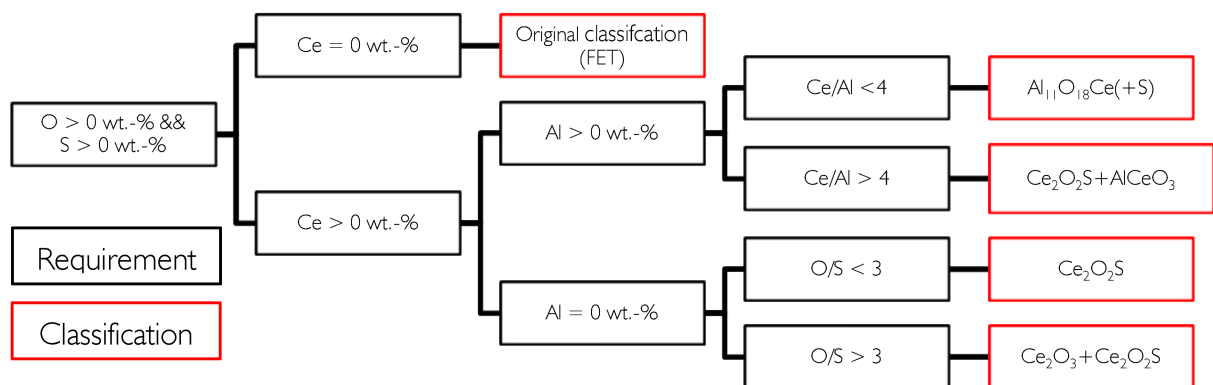 O > 0 wt.-% &&
S > 0 wt.-%
Ce = 0 wt.-%
Original classifcation
(FET)
Ce > 0 wt.-%
Al > 0 wt.-%
Ce/Al <4
Al₁₁O₁₈Ce(+S)
Ce/Al > 4
Ce₂O₂S+AlCeO₃
Al = 0 wt.-%
O/S < 3
Ce₂O₂S
O/S > 3
Ce₂O₃+Ce₂O₂S
Requirement
Classification